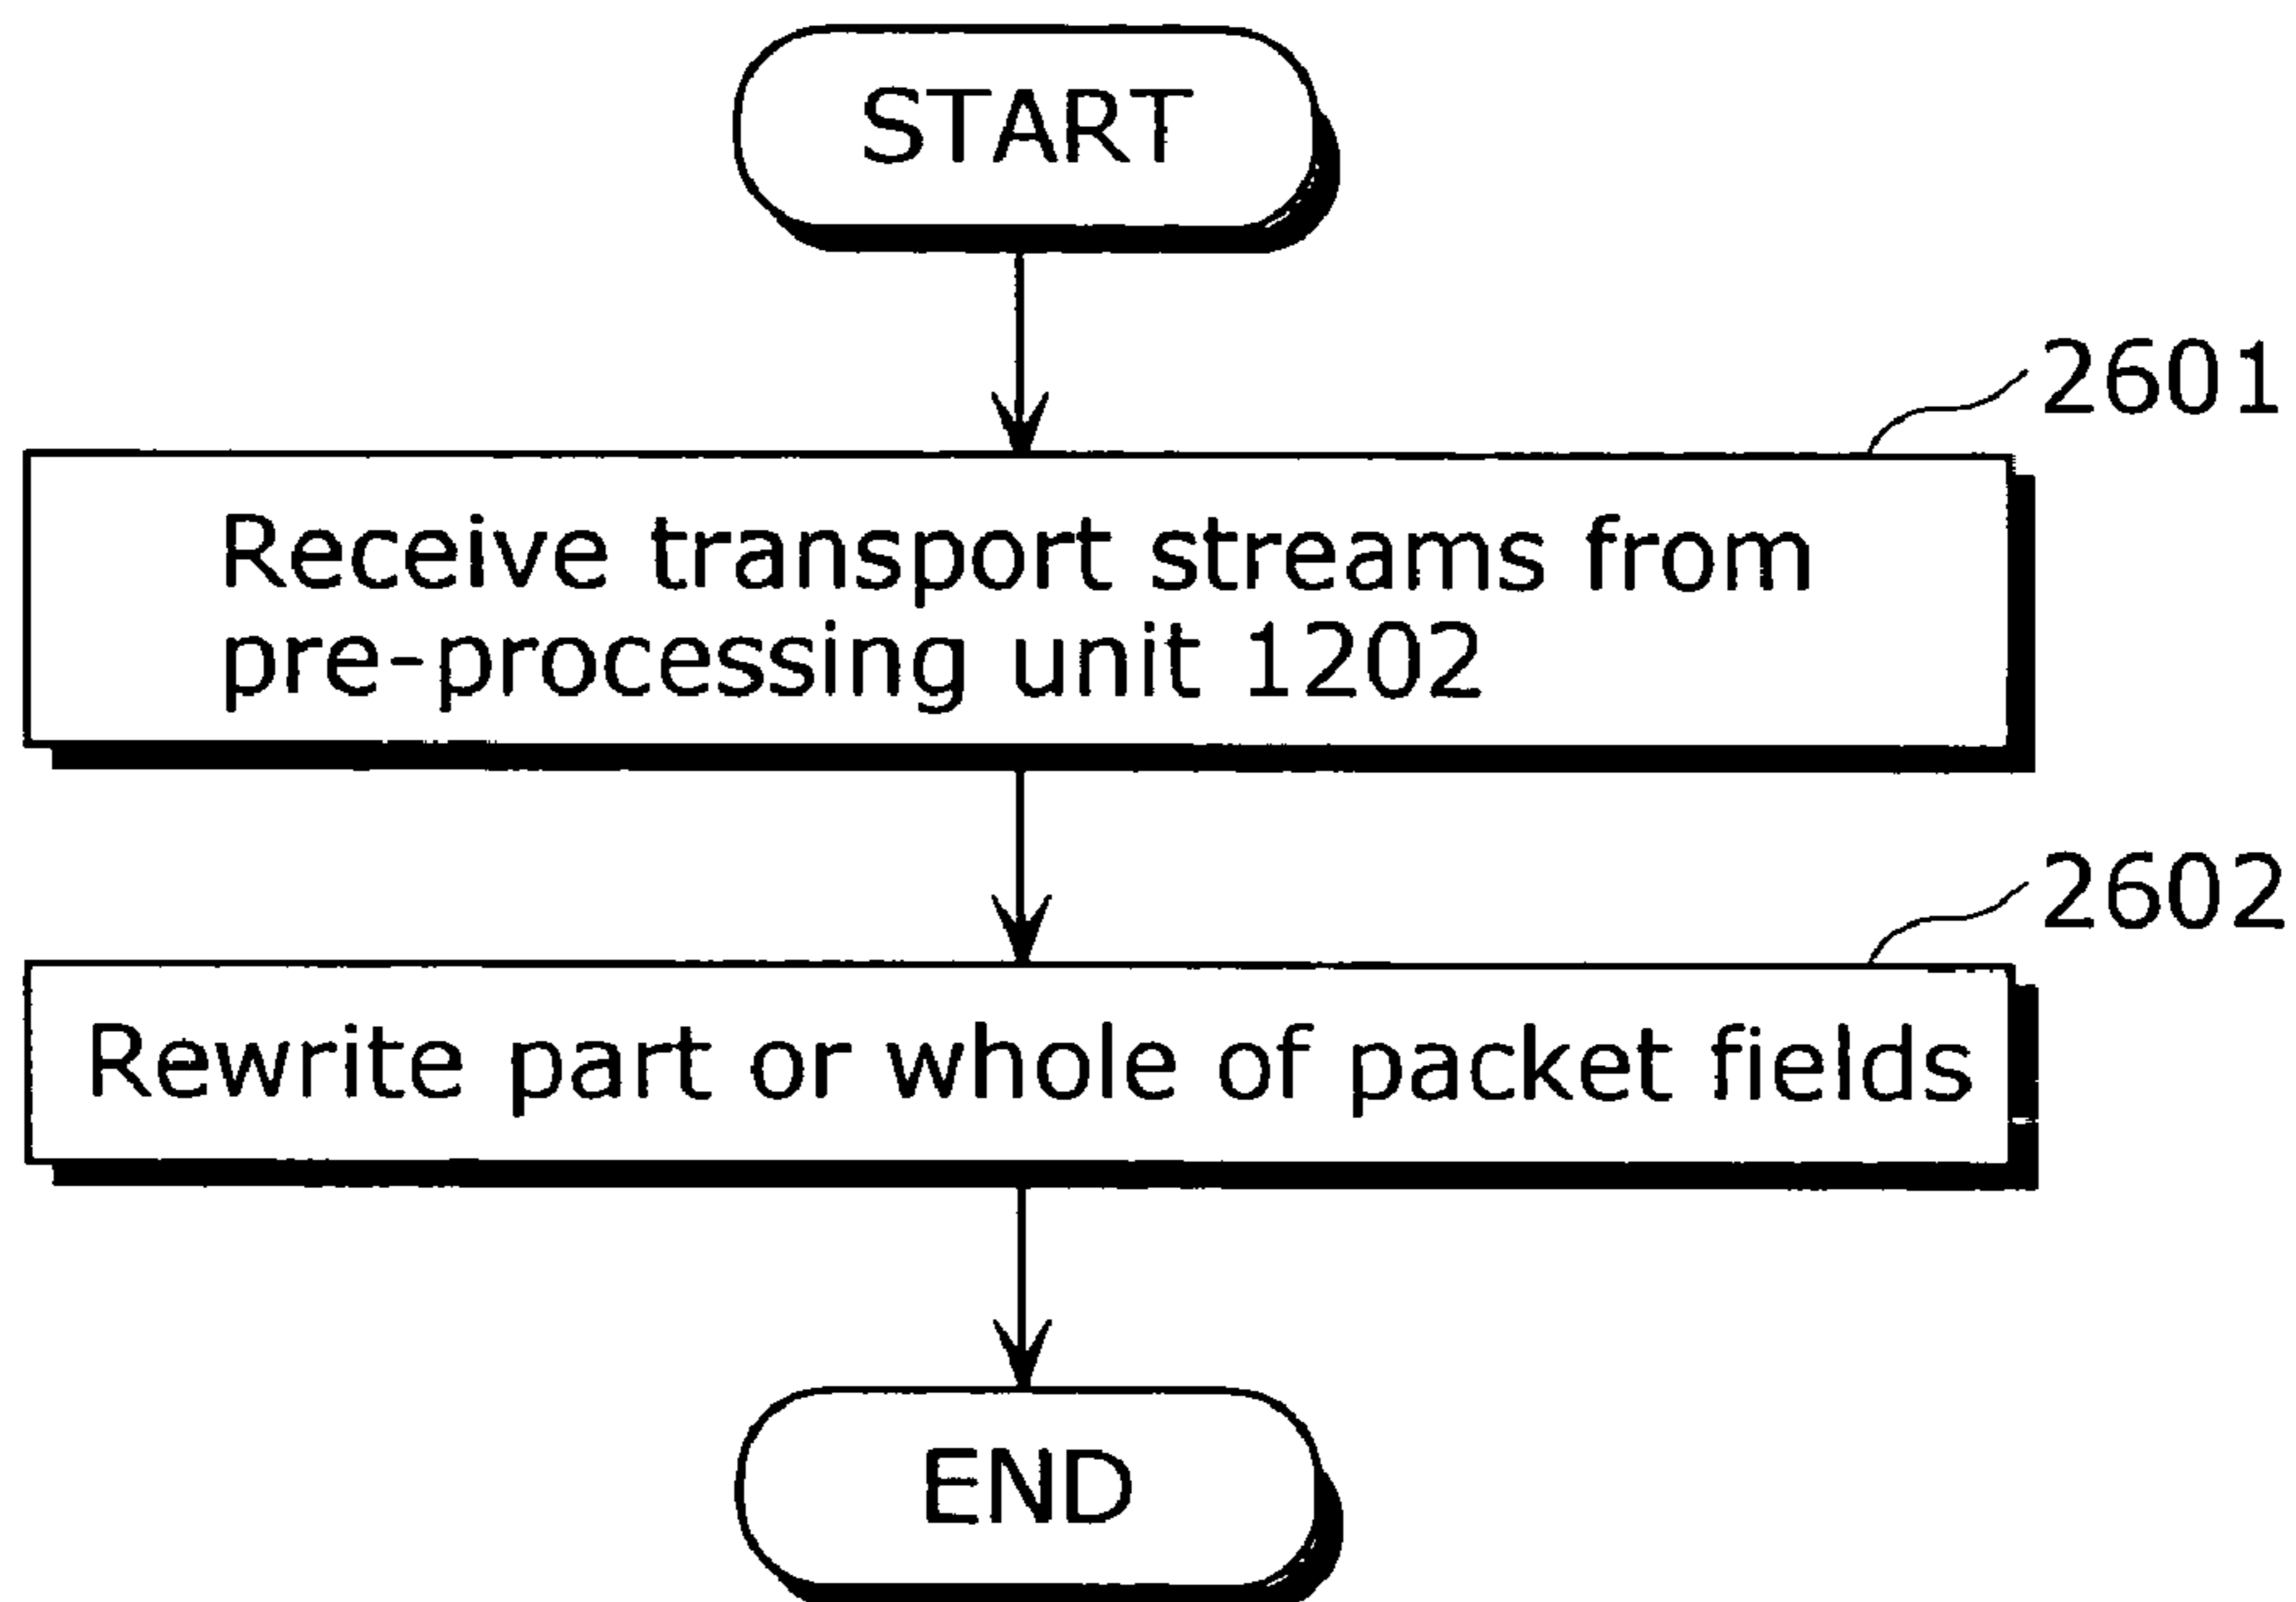 START
2601
Receive transport streams from
pre-processing unit 1202
2602
Rewrite part or whole of packet fields
END